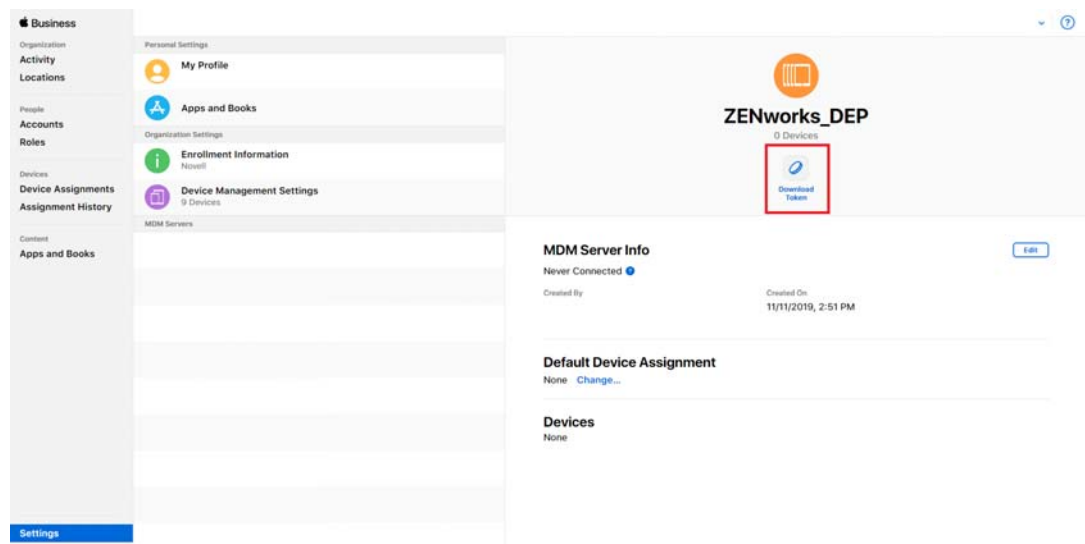 Business
Organization
Activity
Locations
People
Accounts
Roles
Devices
Device Assignments
Assignment History
Content
Apps and Books
Settings
Personal Settings
My Profile
Apps and Books
Organization Settings
Enrollment Information
Novell
Device Management Settings
9 Devices
MDM Servers
ZENworks_DEP
0 Devices
Download
Token
MDM Server Info
Edit
Never Connected ?
Created By
Created On
11/11/2019, 2:51 PM
Default Device Assignment
None Change...
Devices
None